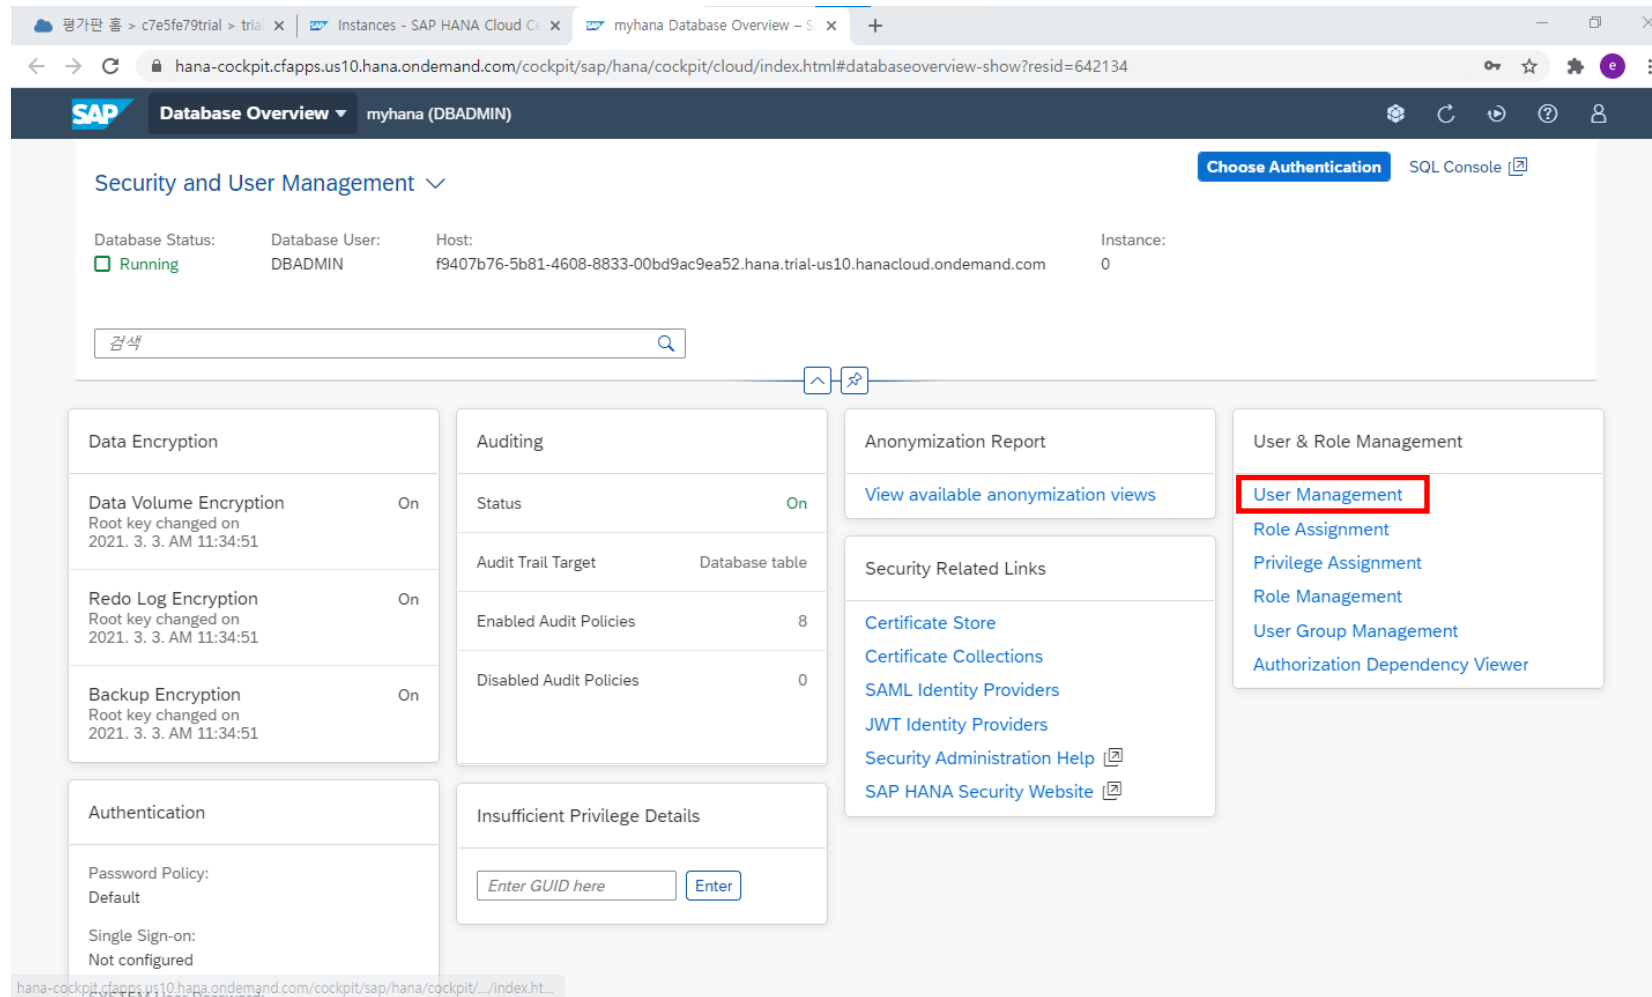 평가판 홈 > c7e5fe79trial > tria
Instances - SAP HANA Cloud Ce
myhana Database Overview – S
hana-cockpit.cfapps.us10.hana.ondemand.com/cockpit/sap/hana/cockpit/cloud/index.html#databaseoverview-show?resid=642134
e
SAP Database Overview myhana (DBADMIN)
Security and User Management
Choose Authentication SQL Console
Database Status: Database User: Host: Instance:
Running DBADMIN f9407b76-5b81-4608-8833-00bd9ac9ea52.hana.trial-us10.hanacloud.ondemand.com 0
검색
Data Encryption
Data Volume Encryption On
Root key changed on
2021. 3. 3. AM 11:34:51
Redo Log Encryption On
Root key changed on
2021. 3. 3. AM 11:34:51
Backup Encryption On
Root key changed on
2021. 3. 3. AM 11:34:51
Authentication
Password Policy:
Default
Single Sign-on:
Not configured
SYSTEM User Password:
Auditing
Status On
Audit Trail Target Database table
Enabled Audit Policies 8
Disabled Audit Policies 0
Insufficient Privilege Details
Enter GUID here Enter
Anonymization Report
View available anonymization views
Security Related Links
Certificate Store
Certificate Collections
SAML Identity Providers
JWT Identity Providers
Security Administration Help
SAP HANA Security Website
User & Role Management
User Management
Role Assignment
Privilege Assignment
Role Management
User Group Management
Authorization Dependency Viewer
hana-cockpit.cfapps.us10.hana.ondemand.com/cockpit/sap/hana/cockpit/.../index.ht...